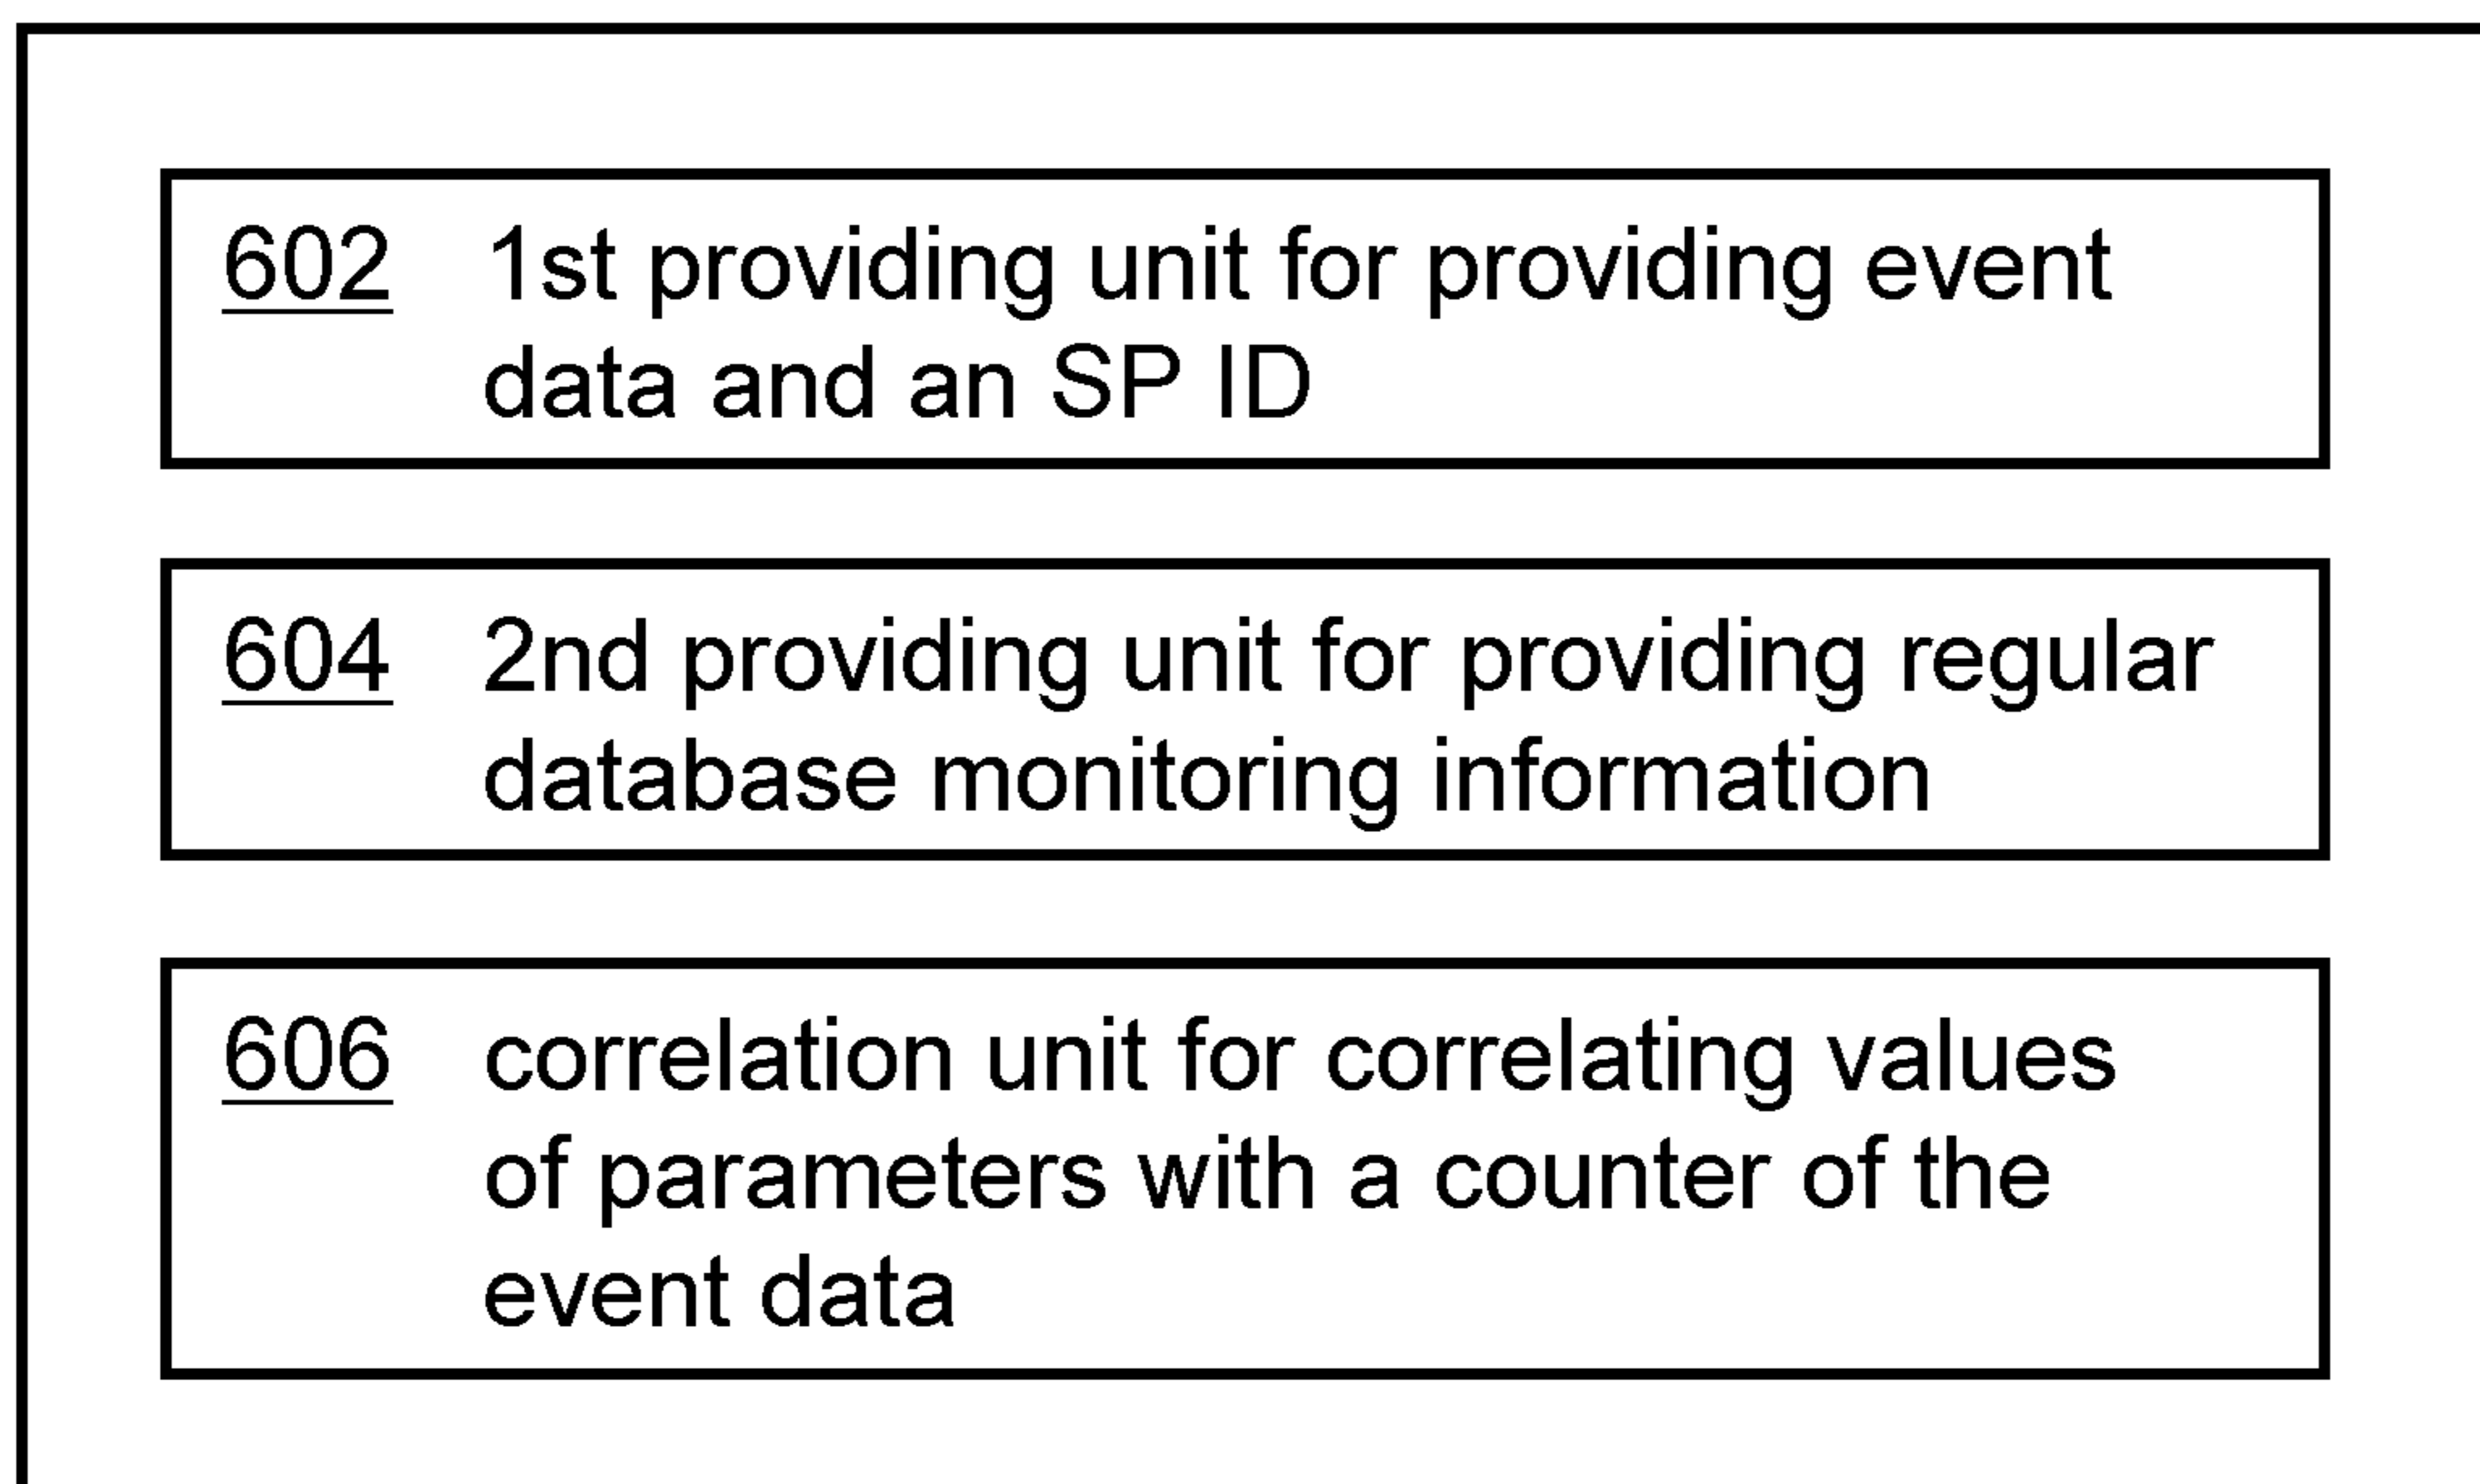 602 1st providing unit for providing event
data and an SP ID
604 2nd providing unit for providing regular
database monitoring information
606 correlation unit for correlating values
of parameters with a counter of the
event data